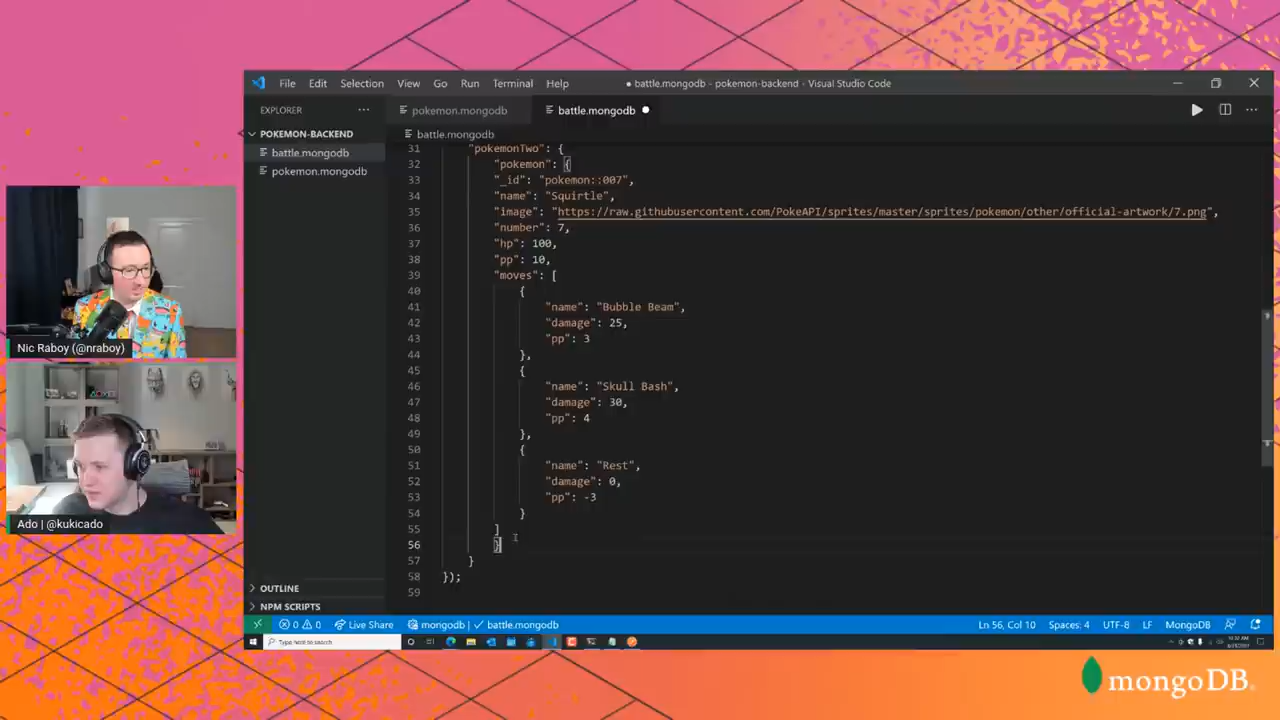 File Edit Selection View Go Run Terminal Help
● battle.mongodb - pokemon-backend - Visual Studio Code
EXPLORER ...
pokemon.mongodb
battle.mongodb ●
POKEMON-BACKEND
battle.mongodb
pokemon.mongodb
battle.mongodb
31 "pokemonTwo": {
32 "pokemon": {
33 "_id": "pokemon::007",
34 "name": "Squirtle",
35 "image": "https://raw.githubusercontent.com/PokeAPI/sprites/master/sprites/pokemon/other/official-artwork/7.png",
36 "number": 7,
37 "hp": 100,
38 "pp": 10,
39 "moves": [
40 {
41 "name": "Bubble Beam",
42 "damage": 25,
43 "pp": 3
44 },
45 {
46 "name": "Skull Bash",
47 "damage": 30,
48 "pp": 4
49 },
50 {
51 "name": "Rest",
52 "damage": 0,
53 "pp": -3
54 }
55 ]
56 }
57 }
58 });
59
Nic Raboy (@nraboy)
Ado | @kukicado
OUTLINE
NPM SCRIPTS
0 0 Live Share mongodb | ✓ battle.mongodb
Ln 56, Col 10 Spaces: 4 UTF-8 LF MongoDB
Type here to search
mongoDB.